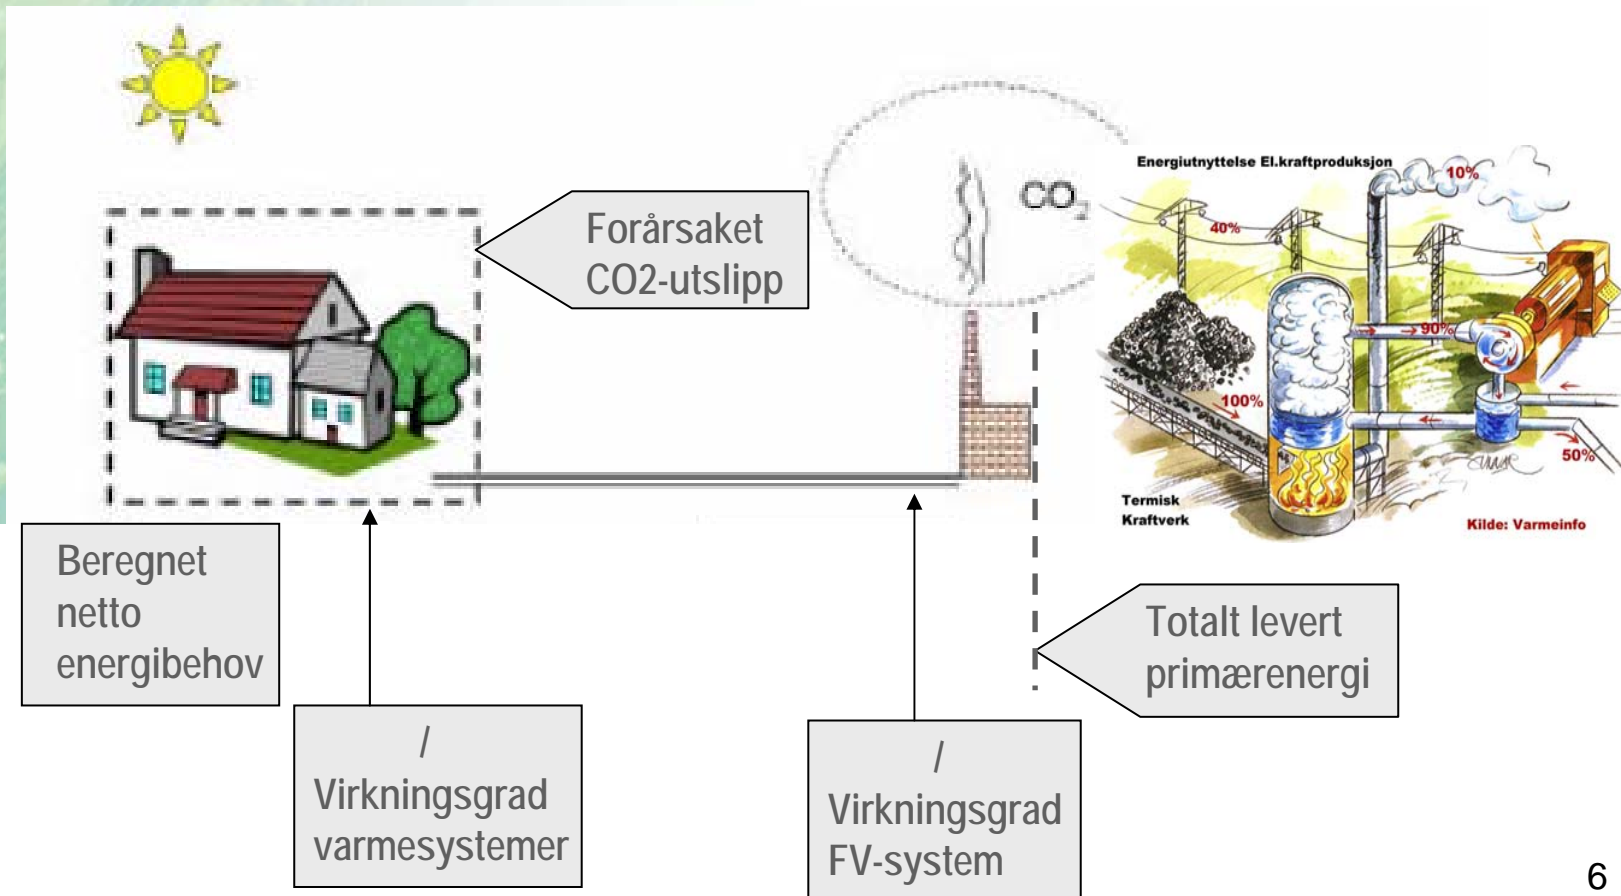 Forårsaket
CO2-utslipp
CO2
Energiutnyttelse El.kraftproduksjon
10%
40%
90%
100%
50%
Termisk
Kraftverk
Kilde: Varmeinfo
Beregnet
netto
energibehov
/
Virkningsgrad
varmesystemer
/
Virkningsgrad
FV-system
Totalt levert
primærenergi
6